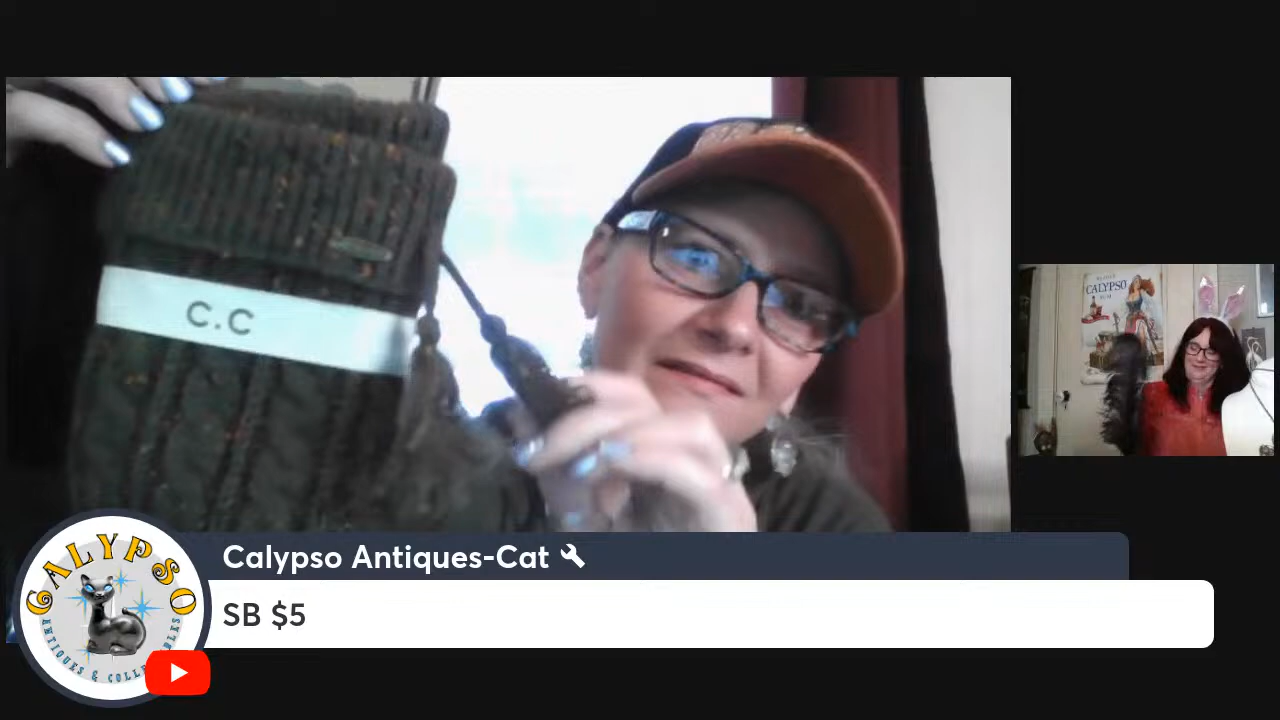 C.C
CALYPSO
Calypso Antiques-Cat
SB $5
CALYPSO
ANTIQUES & COLLECTIBLES